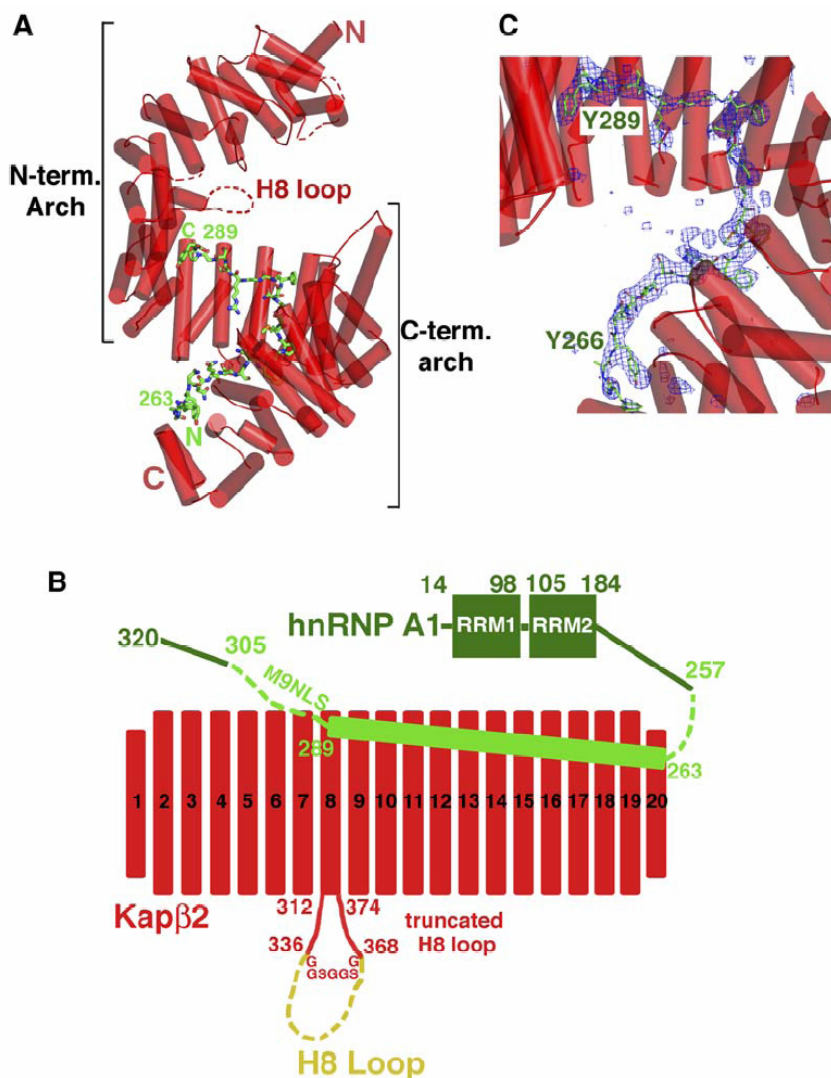 A
N
N-term.
Arch
H8 loop
C 289
C-term.
arch
263
N
C
C
Y289
Y266
B
14 98 105 184
hnRNP A1 RRM1 RRM2
320
305
M9NLS
257
289
263
1 2 3 4 5 6 7 8 9 10 11 12 13 14 15 16 17 18 19 20
Kapβ2
312 374
truncated
H8 loop
336 368
G G
GSGGS
H8 Loop